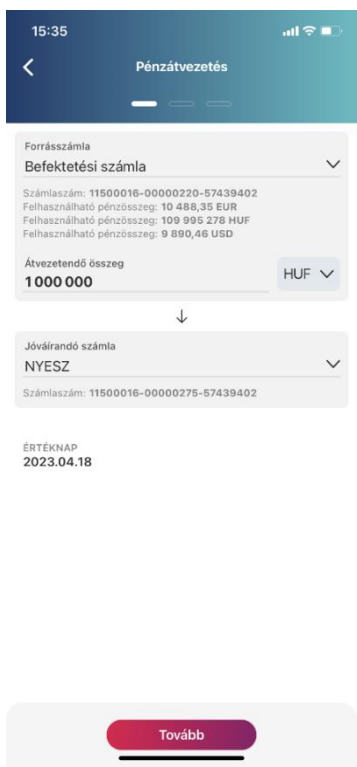 15:35
Pénzátvezetés
Forrásszámla
Befektetési számla
Számlaszám: 11500016-00000220-57439402
Felhasználható pénzösszeg: 10 488,35 EUR
Felhasználható pénzösszeg: 109 995 278 HUF
Felhasználható pénzösszeg: 9 890,46 USD
Átvezetendő összeg
1 000 000 HUF
Jóváírandó számla
NYESZ
Számlaszám: 11500016-00000275-57439402
ÉRTÉKNAP
2023.04.18
Tovább